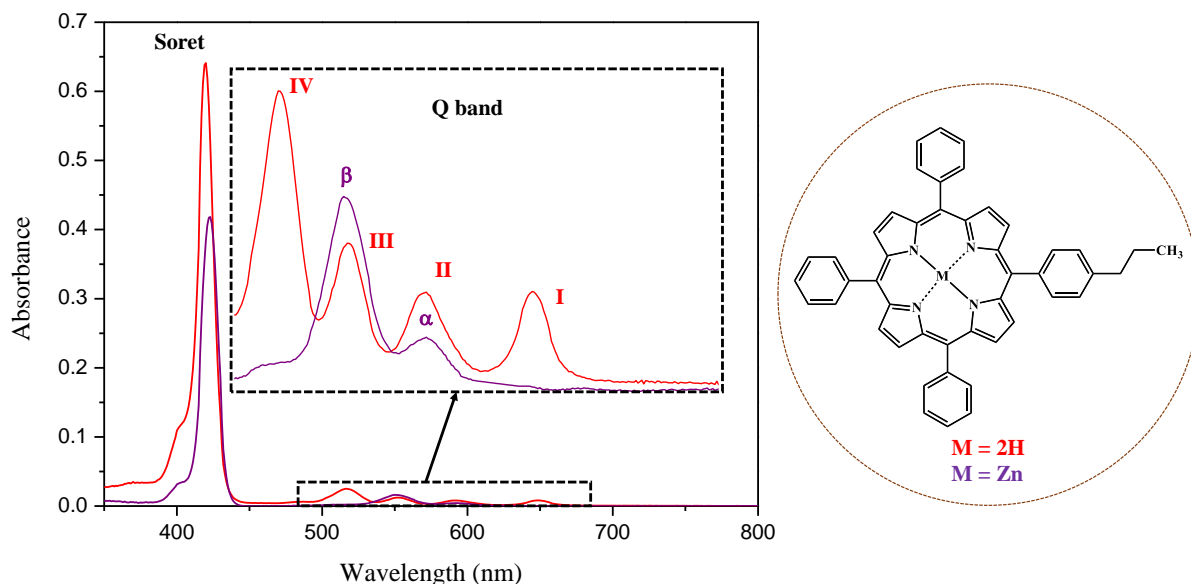 0.7
0.6
0.5
0.4
0.3
0.2
0.1
0.0
Absorbance
Soret
IV
Q band
β
III
II
α
I
400
500
600
700
800
Wavelength (nm)
N
N
M
N
N
CH3
M = 2H
M = Zn